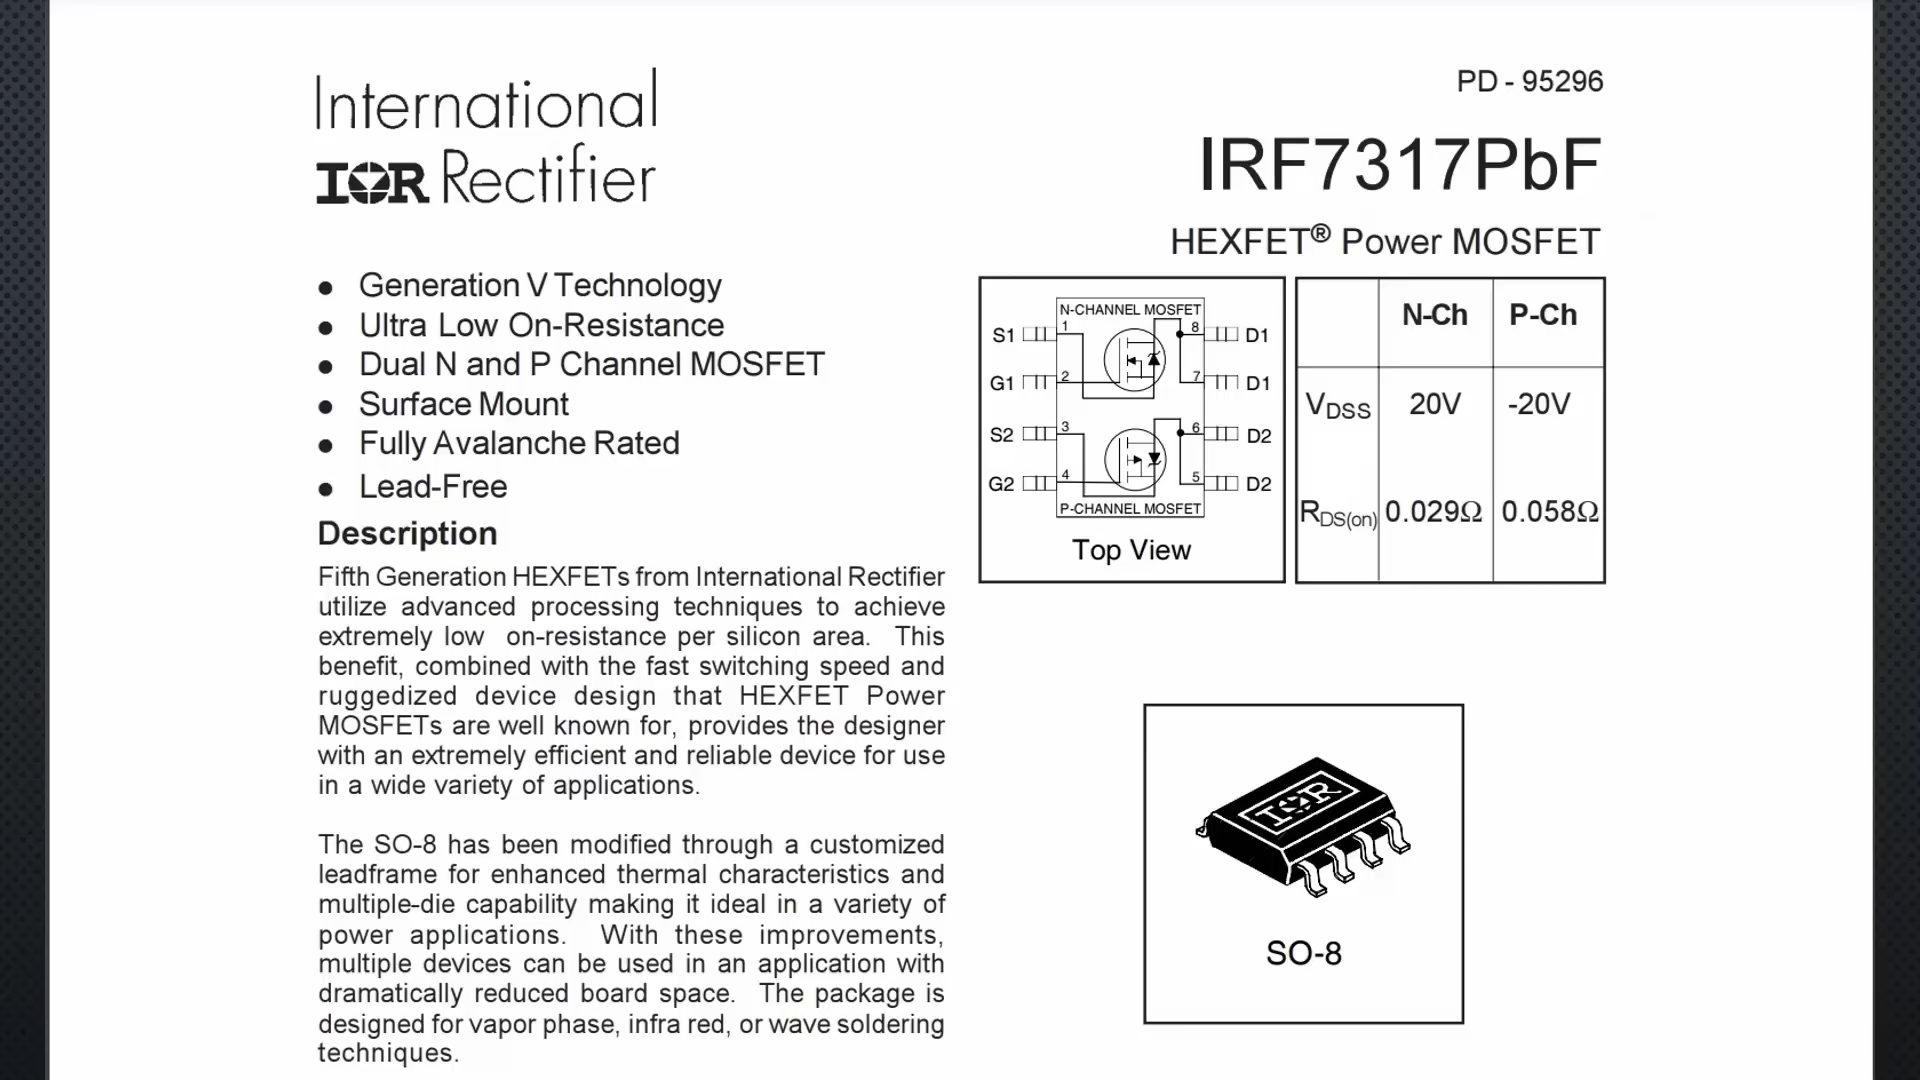 International
IOR Rectifier
PD - 95296
IRF7317PbF
HEXFET® Power MOSFET
● Generation V Technology
● Ultra Low On-Resistance
● Dual N and P Channel MOSFET
● Surface Mount
● Fully Avalanche Rated
● Lead-Free
N-CHANNEL MOSFET
S1 1 8 D1
G1 2 7 D1
S2 3 6 D2
G2 4 5 D2
P-CHANNEL MOSFET
Top View
N-Ch P-Ch
VDSS 20V -20V
RDS(on) 0.029Ω 0.058Ω
Description
Fifth Generation HEXFETs from International Rectifier
utilize advanced processing techniques to achieve
extremely low on-resistance per silicon area. This
benefit, combined with the fast switching speed and
ruggedized device design that HEXFET Power
MOSFETs are well known for, provides the designer
with an extremely efficient and reliable device for use
in a wide variety of applications.
The SO-8 has been modified through a customized
leadframe for enhanced thermal characteristics and
multiple-die capability making it ideal in a variety of
power applications. With these improvements,
multiple devices can be used in an application with
dramatically reduced board space. The package is
designed for vapor phase, infra red, or wave soldering
techniques.
IOR
SO-8